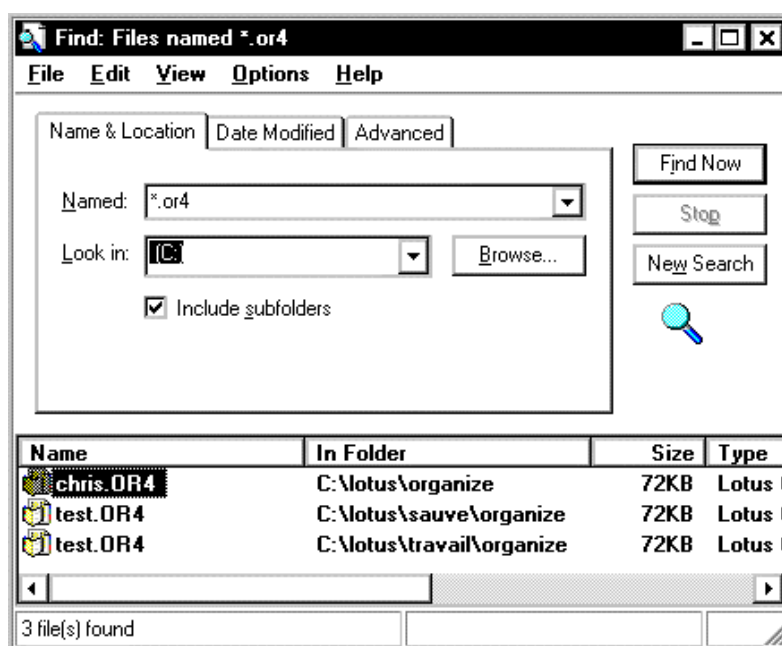 Find: Files named *.or4
File Edit View Options Help
Name & Location Date Modified Advanced
Find Now
Named: *.or4
Stop
Look in: (C:)
Browse...
New Search
Include subfolders
Name In Folder Size Type
chris.OR4 C:\lotus\organize 72KB Lotus
test.OR4 C:\lotus\sauve\organize 72KB Lotus
test.OR4 C:\lotus\travail\organize 72KB Lotus
3 file(s) found